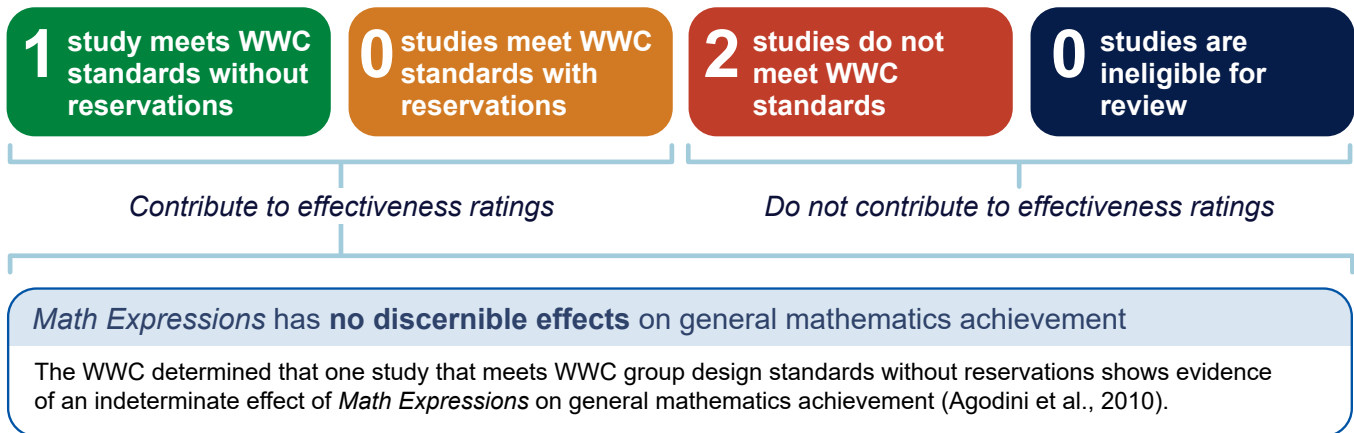 1 study meets WWC
standards without
reservations
0 studies meet WWC
standards with
reservations
2 studies do not
meet WWC
standards
0 studies are
ineligible for
review
Contribute to effectiveness ratings
Do not contribute to effectiveness ratings
Math Expressions has no discernible effects on general mathematics achievement
The WWC determined that one study that meets WWC group design standards without reservations shows evidence
of an indeterminate effect of Math Expressions on general mathematics achievement (Agodini et al., 2010).